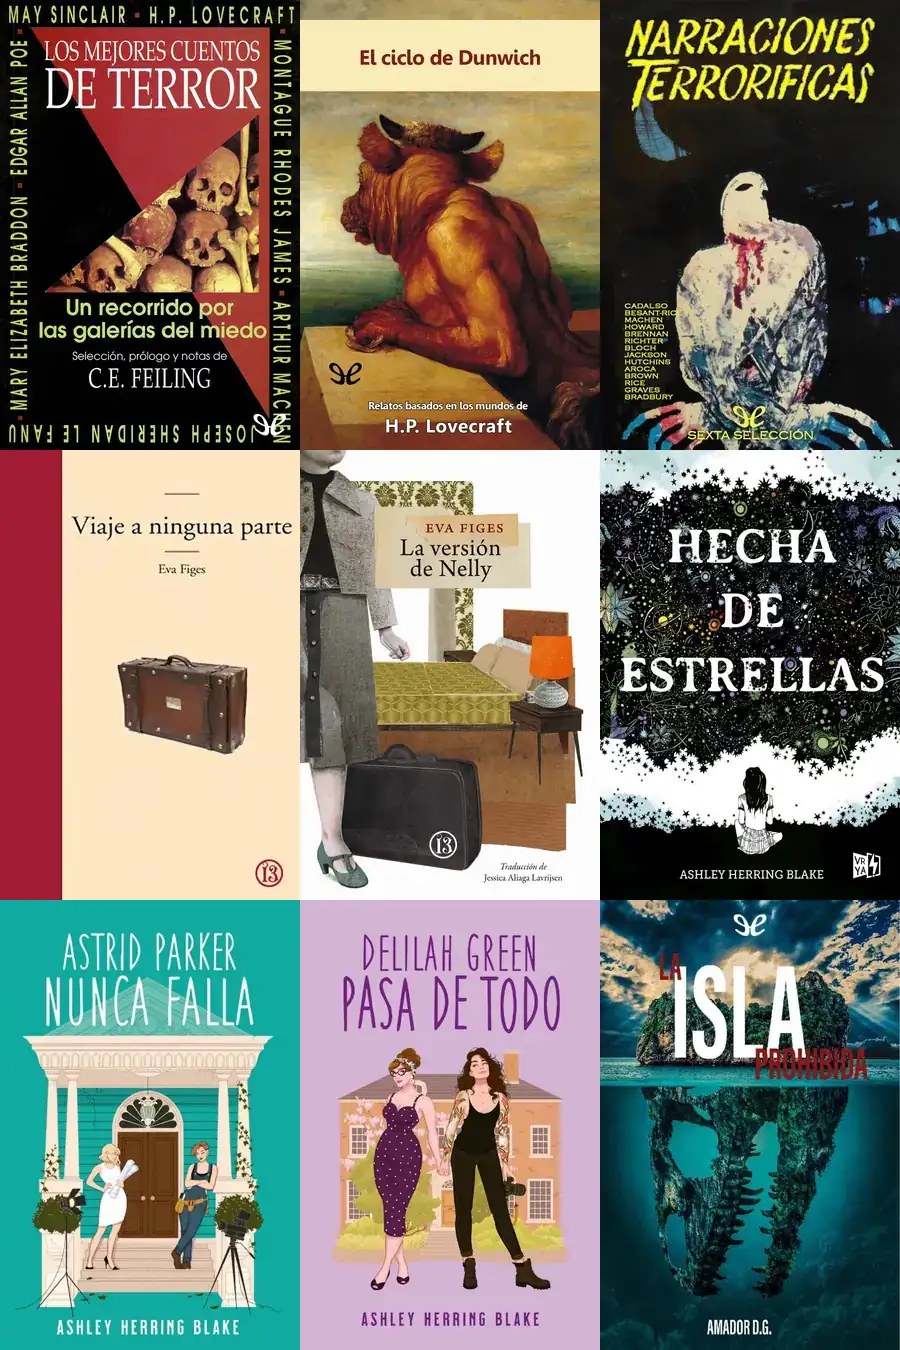 MAY SINCLAIR ▪ H.P. LOVECRAFT
MONTAGUE RHODES JAMES ▪ ARTHUR MACHEN
JOSEPH SHERIDAN LE FANU
MARY ELIZABETH BRADDON ▪ EDGAR ALLAN POE
LOS MEJORES CUENTOS
DE TERROR
Un recorrido por
las galerías del miedo
Selección, prólogo y notas de
C.E. FEILING
El ciclo de Dunwich
Relatos basados en los mundos de
H.P. Lovecraft
NARRACIONES
TERRORIFICAS
CADALSO
BESANT-RIC
MACHEN
HOWARD
BRENNAN
RICHTER
BLOCH
JACKSON
HUTCHINS
AROCA
BROWN
RICE
GRAVES
BRADBURY
SEXTA SELECCIÓN
Viaje a ninguna parte
Eva Figes
13
EVA FIGES
La versión
de Nelly
13
Traducción de
Jessica Aliaga Lavrijsen
HECHA
DE
ESTRELLAS
ASHLEY HERRING BLAKE
VR
YA
ASTRID PARKER
NUNCA FALLA
ASHLEY HERRING BLAKE
DELILAH GREEN
PASA DE TODO
ASHLEY HERRING BLAKE
LA
ISLA
PROHIBIDA
AMADOR D.G.